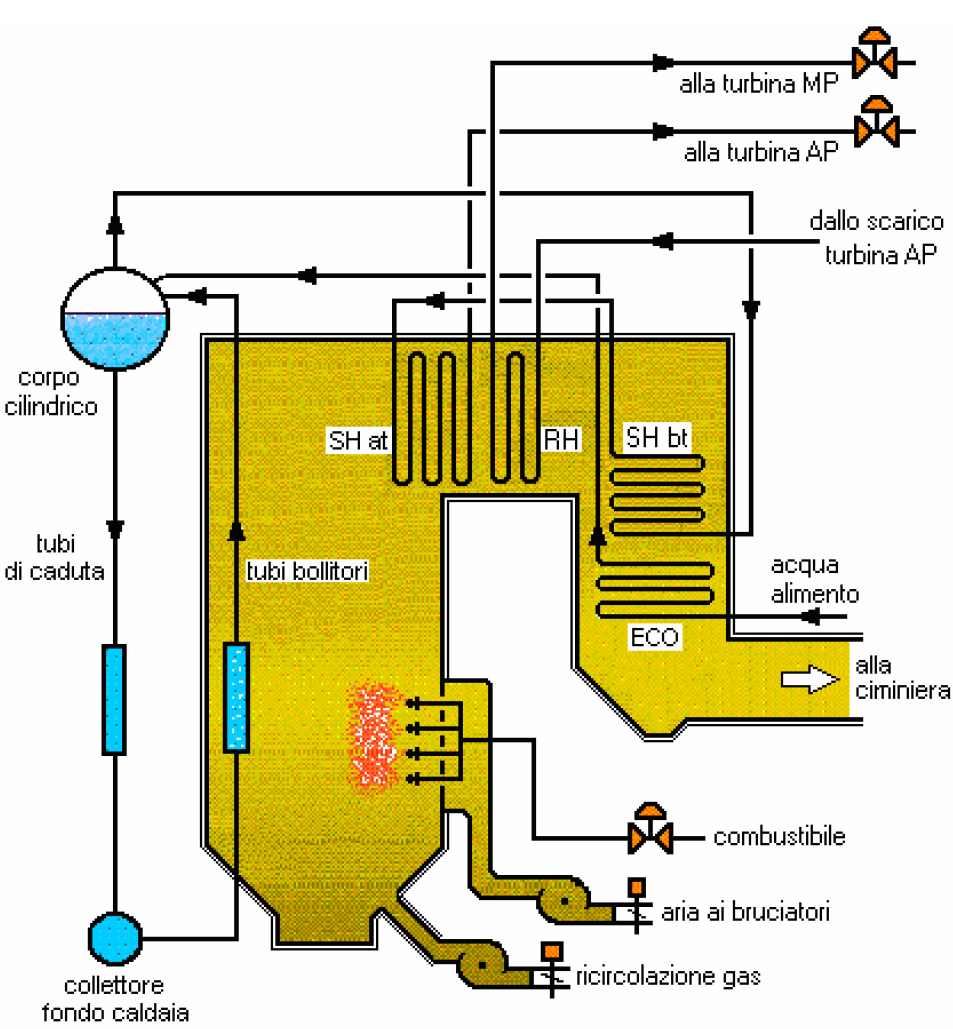 alla turbina MP
alla turbina AP
dallo scarico
turbina AP
corpo
cilindrico
SH at
RH
SH bt
tubi
di caduta
tubi bollitori
acqua
alimento
ECO
alla
ciminiera
combustibile
aria ai bruciatori
ricircolazione gas
collettore
fondo caldaia